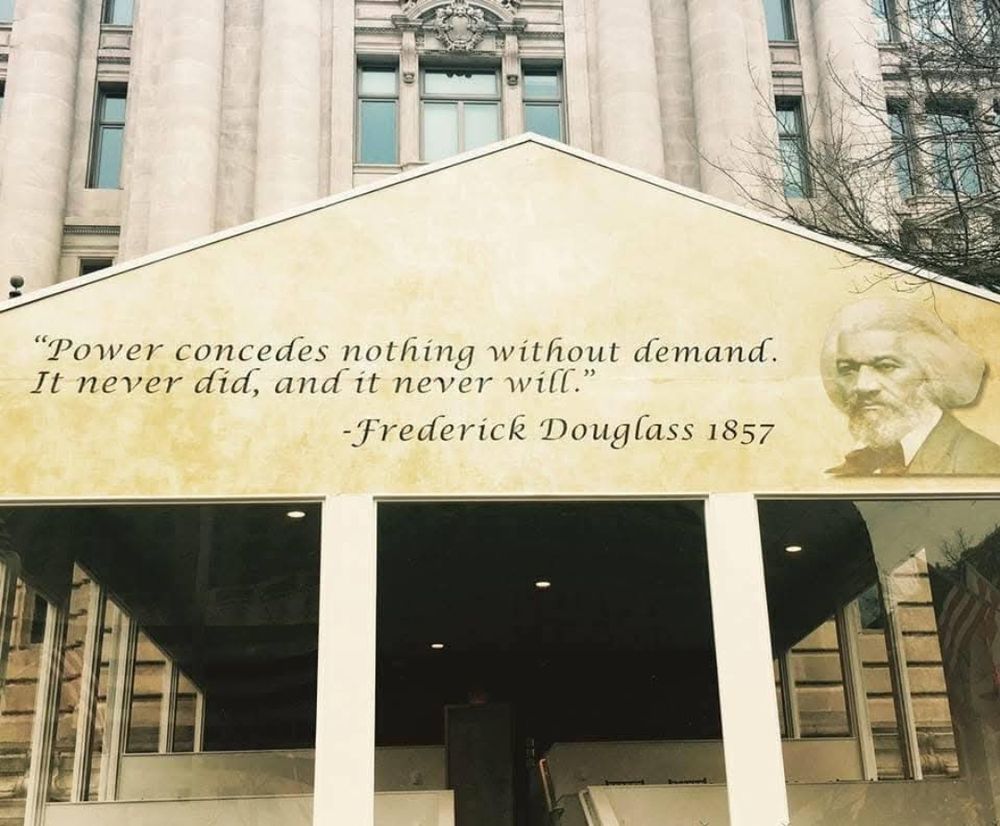 “Power concedes nothing without demand.
It never did, and it never will.”
-Frederick Douglass 1857